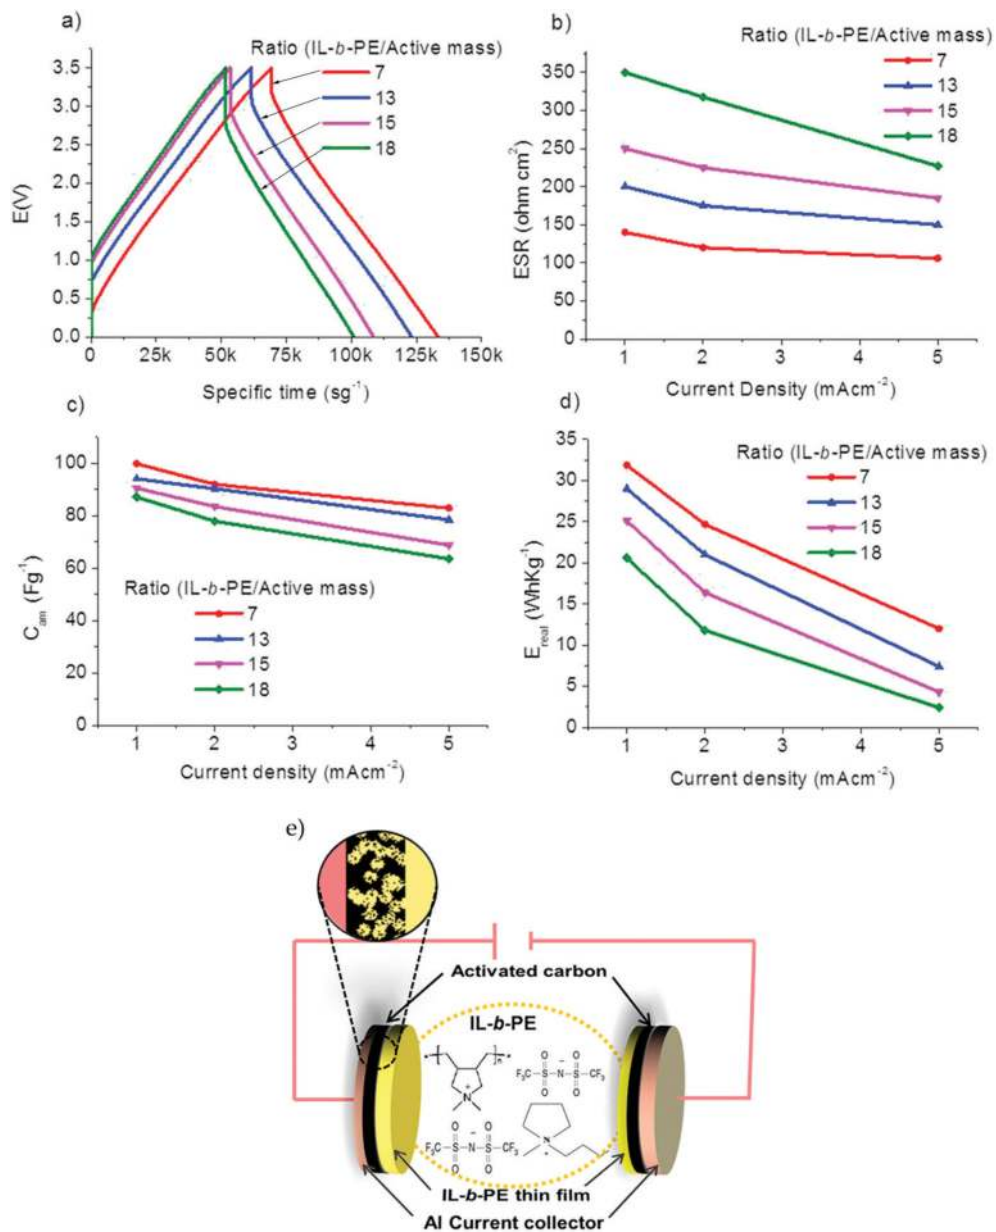 a)
Ratio (IL-b-PE/Active mass)
7
13
15
18
3.5
3.0
2.5
2.0
1.5
1.0
0.5
0.0
E(V)
0 25k 50k 75k 100k 125k 150k
Specific time (sg⁻¹)
b)
Ratio (IL-b-PE/Active mass)
7
13
15
18
350
300
250
200
150
100
50
0
ESR (ohm cm²)
1 2 3 4 5
Current Density (mAcm⁻²)
c)
100
80
60
40
20
0
C_am (Fg⁻¹)
Ratio (IL-b-PE/Active mass)
7
13
15
18
1 2 3 4 5
Current density (mAcm⁻²)
d)
Ratio (IL-b-PE/Active mass)
7
13
15
18
35
30
25
20
15
10
5
0
E_real (WhKg⁻¹)
1 2 3 4 5
Current density (mAcm⁻²)
e)
Activated carbon
IL-b-PE
n
+
N
O O
F₃C-S-N-S-CF₃
−
O O
O O
F₃C-S-N-S-CF₃
−
O O
N
+
IL-b-PE thin film
Al Current collector